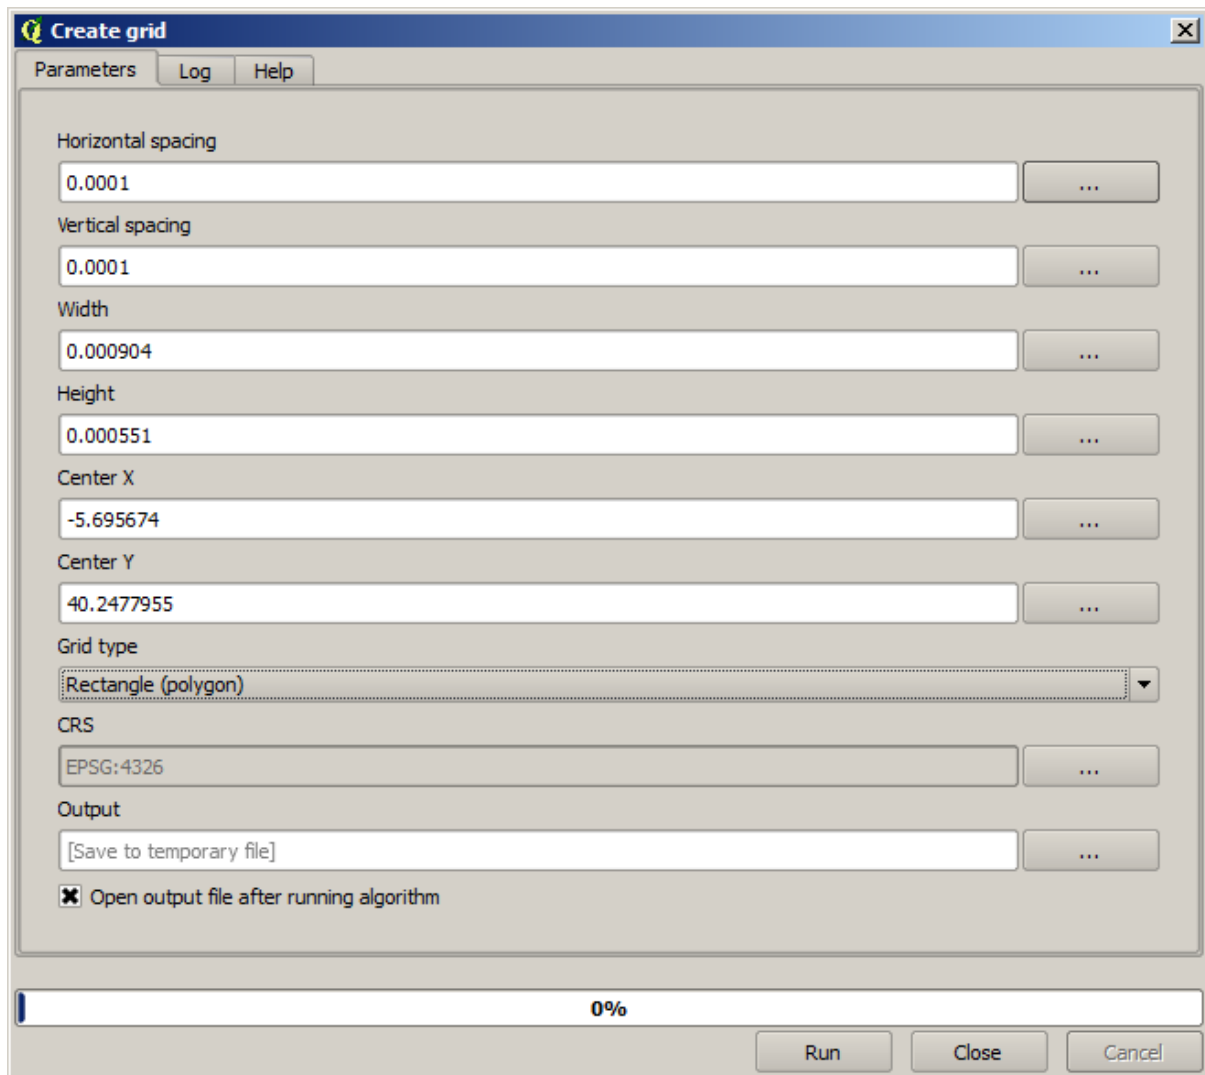 Create grid
Parameters Log Help
Horizontal spacing
0.0001 ...
Vertical spacing
0.0001 ...
Width
0.000904 ...
Height
0.000551 ...
Center X
-5.695674 ...
Center Y
40.2477955 ...
Grid type
Rectangle (polygon)
CRS
EPSG:4326 ...
Output
[Save to temporary file] ...
Open output file after running algorithm
0%
Run Close Cancel